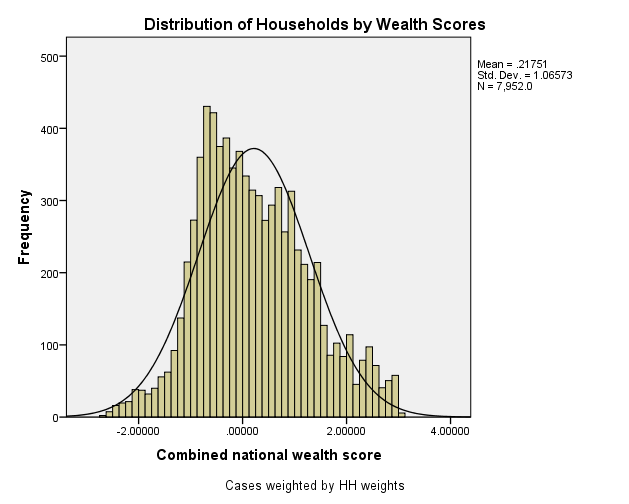 Distribution of Households by Wealth Scores
Mean = .21751
Std. Dev. = 1.06573
N = 7,952.0
500
400
300
200
100
0
Frequency
-2.00000 .00000 2.00000 4.00000
Combined national wealth score
Cases weighted by HH weights